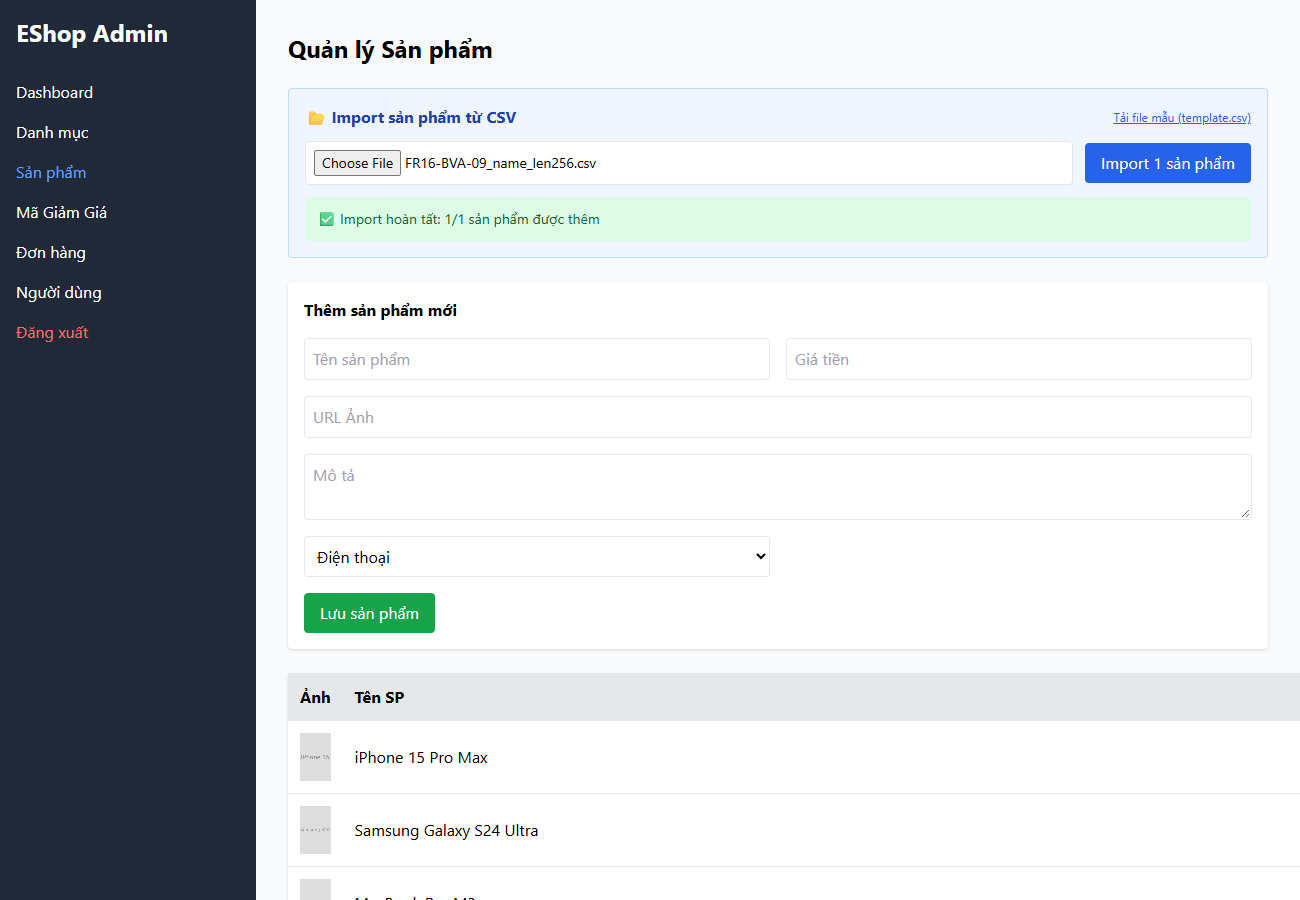 EShop Admin
Dashboard
Danh mục
Sản phẩm
Mã Giảm Giá
Đơn hàng
Người dùng
Đăng xuất
Quản lý Sản phẩm
Import sản phẩm từ CSV
Tải file mẫu (template.csv)
Choose File FR16-BVA-09_name_len256.csv
Import 1 sản phẩm
Import hoàn tất: 1/1 sản phẩm được thêm
Thêm sản phẩm mới
Tên sản phẩm
Giá tiền
URL Ảnh
Mô tả
Điện thoại
Lưu sản phẩm
Ảnh Tên SP
iPhone 15 Pro Max
Samsung Galaxy S24 Ultra